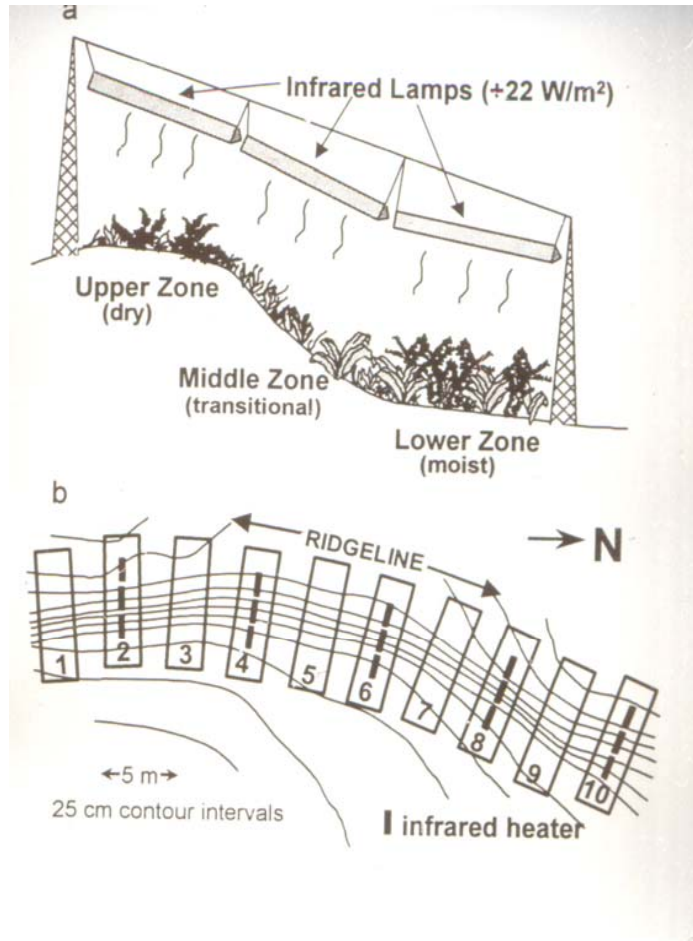 a
Infrared Lamps (+22 W/m²)
Upper Zone
(dry)
Middle Zone
(transitional)
Lower Zone
(moist)
b
RIDGELINE
N
1
2
3
4
5
6
7
8
9
10
5 m
25 cm contour intervals
infrared heater